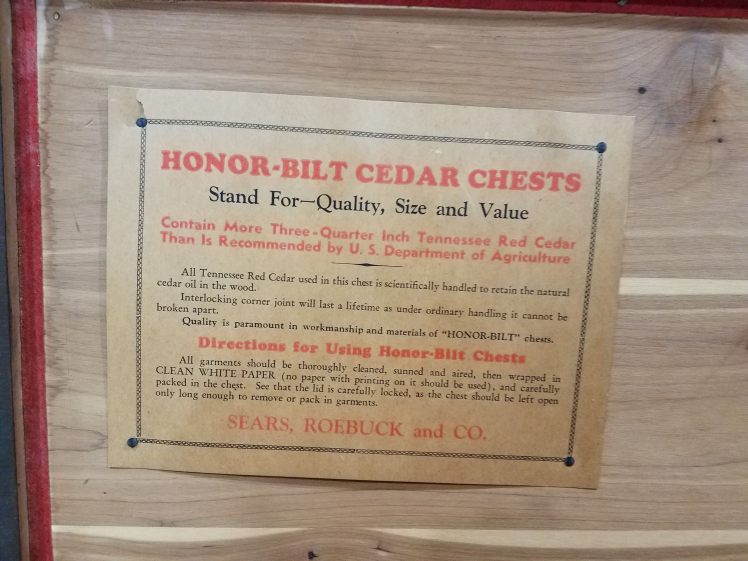 HONOR-BILT CEDAR CHESTS
Stand For—Quality, Size and Value
Contain More Three-Quarter Inch Tennessee Red Cedar
Than Is Recommended by U. S. Department of Agriculture
All Tennessee Red Cedar used in this chest is scientifically handled to retain the natural
cedar oil in the wood.
Interlocking corner joint will last a lifetime as under ordinary handling it cannot be
broken apart.
Quality is paramount in workmanship and materials of "HONOR-BILT" chests.
Directions for Using Honor-Bilt Chests
All garments should be thoroughly cleaned, sunned and aired, then wrapped in
CLEAN WHITE PAPER (no paper with printing on it should be used), and carefully
packed in the chest. See that the lid is carefully locked, as the chest should be left open
only long enough to remove or pack in garments.
SEARS, ROEBUCK and CO.